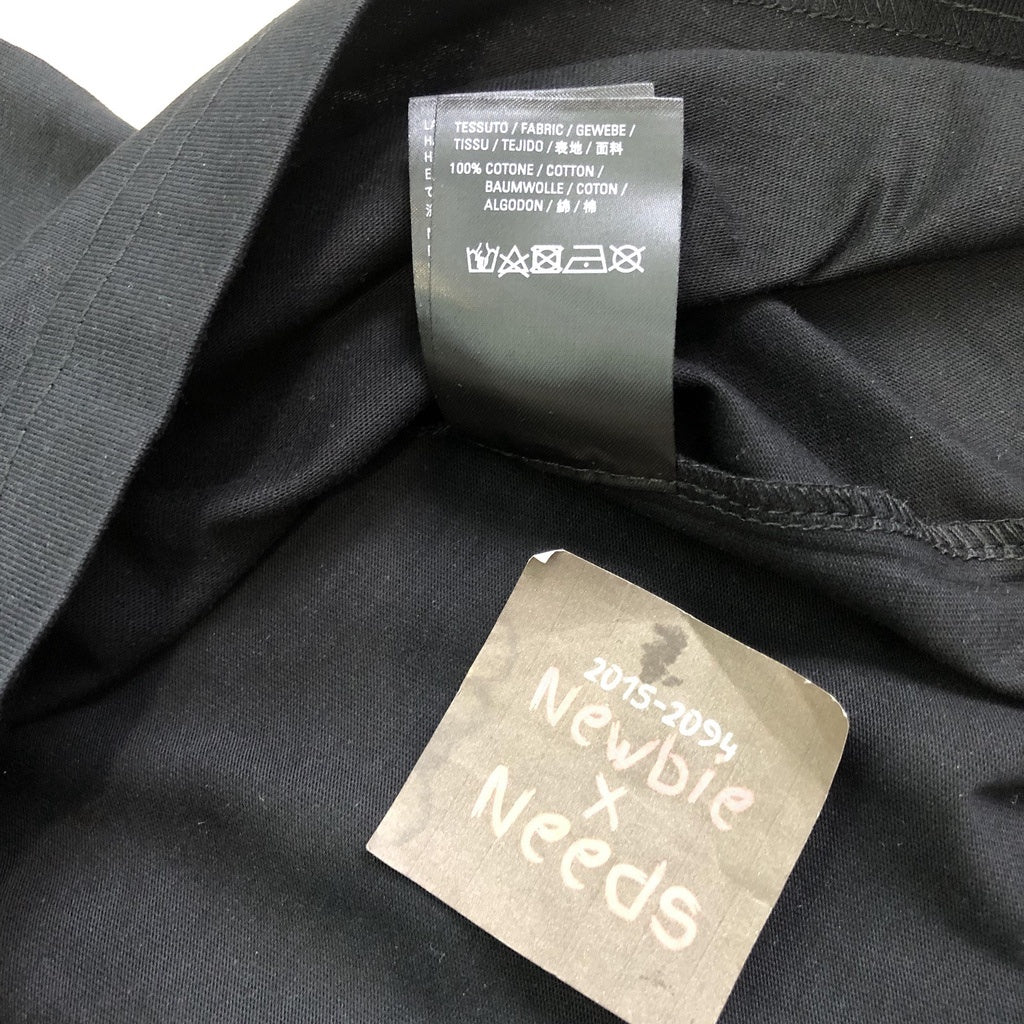 TESSUTO / FABRIC / GEWEBE /
TISSU / TEJIDO / 表地 / 面料
100% COTONE / COTTON /
BAUMWOLLE / COTON /
ALGODON / 綿 / 棉
2015-2094
Newbie
x
Needs